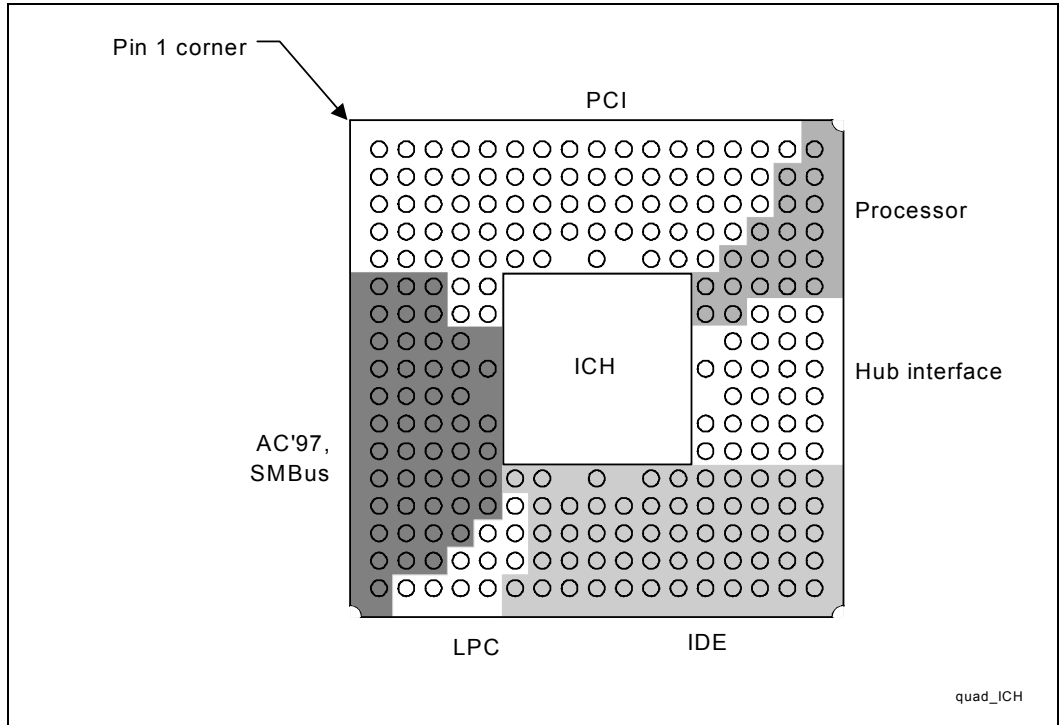 Pin 1 corner
PCI
Processor
ICH
Hub interface
AC'97,
SMBus
LPC
IDE
quad_ICH